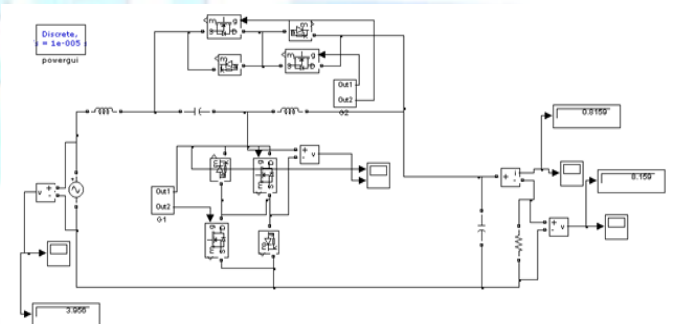 Discrete,
= 1e-005
powergui
Out1
Out2
G2
Out1
Out2
G1
v
v
i
v
0.8159
8.159
3.956